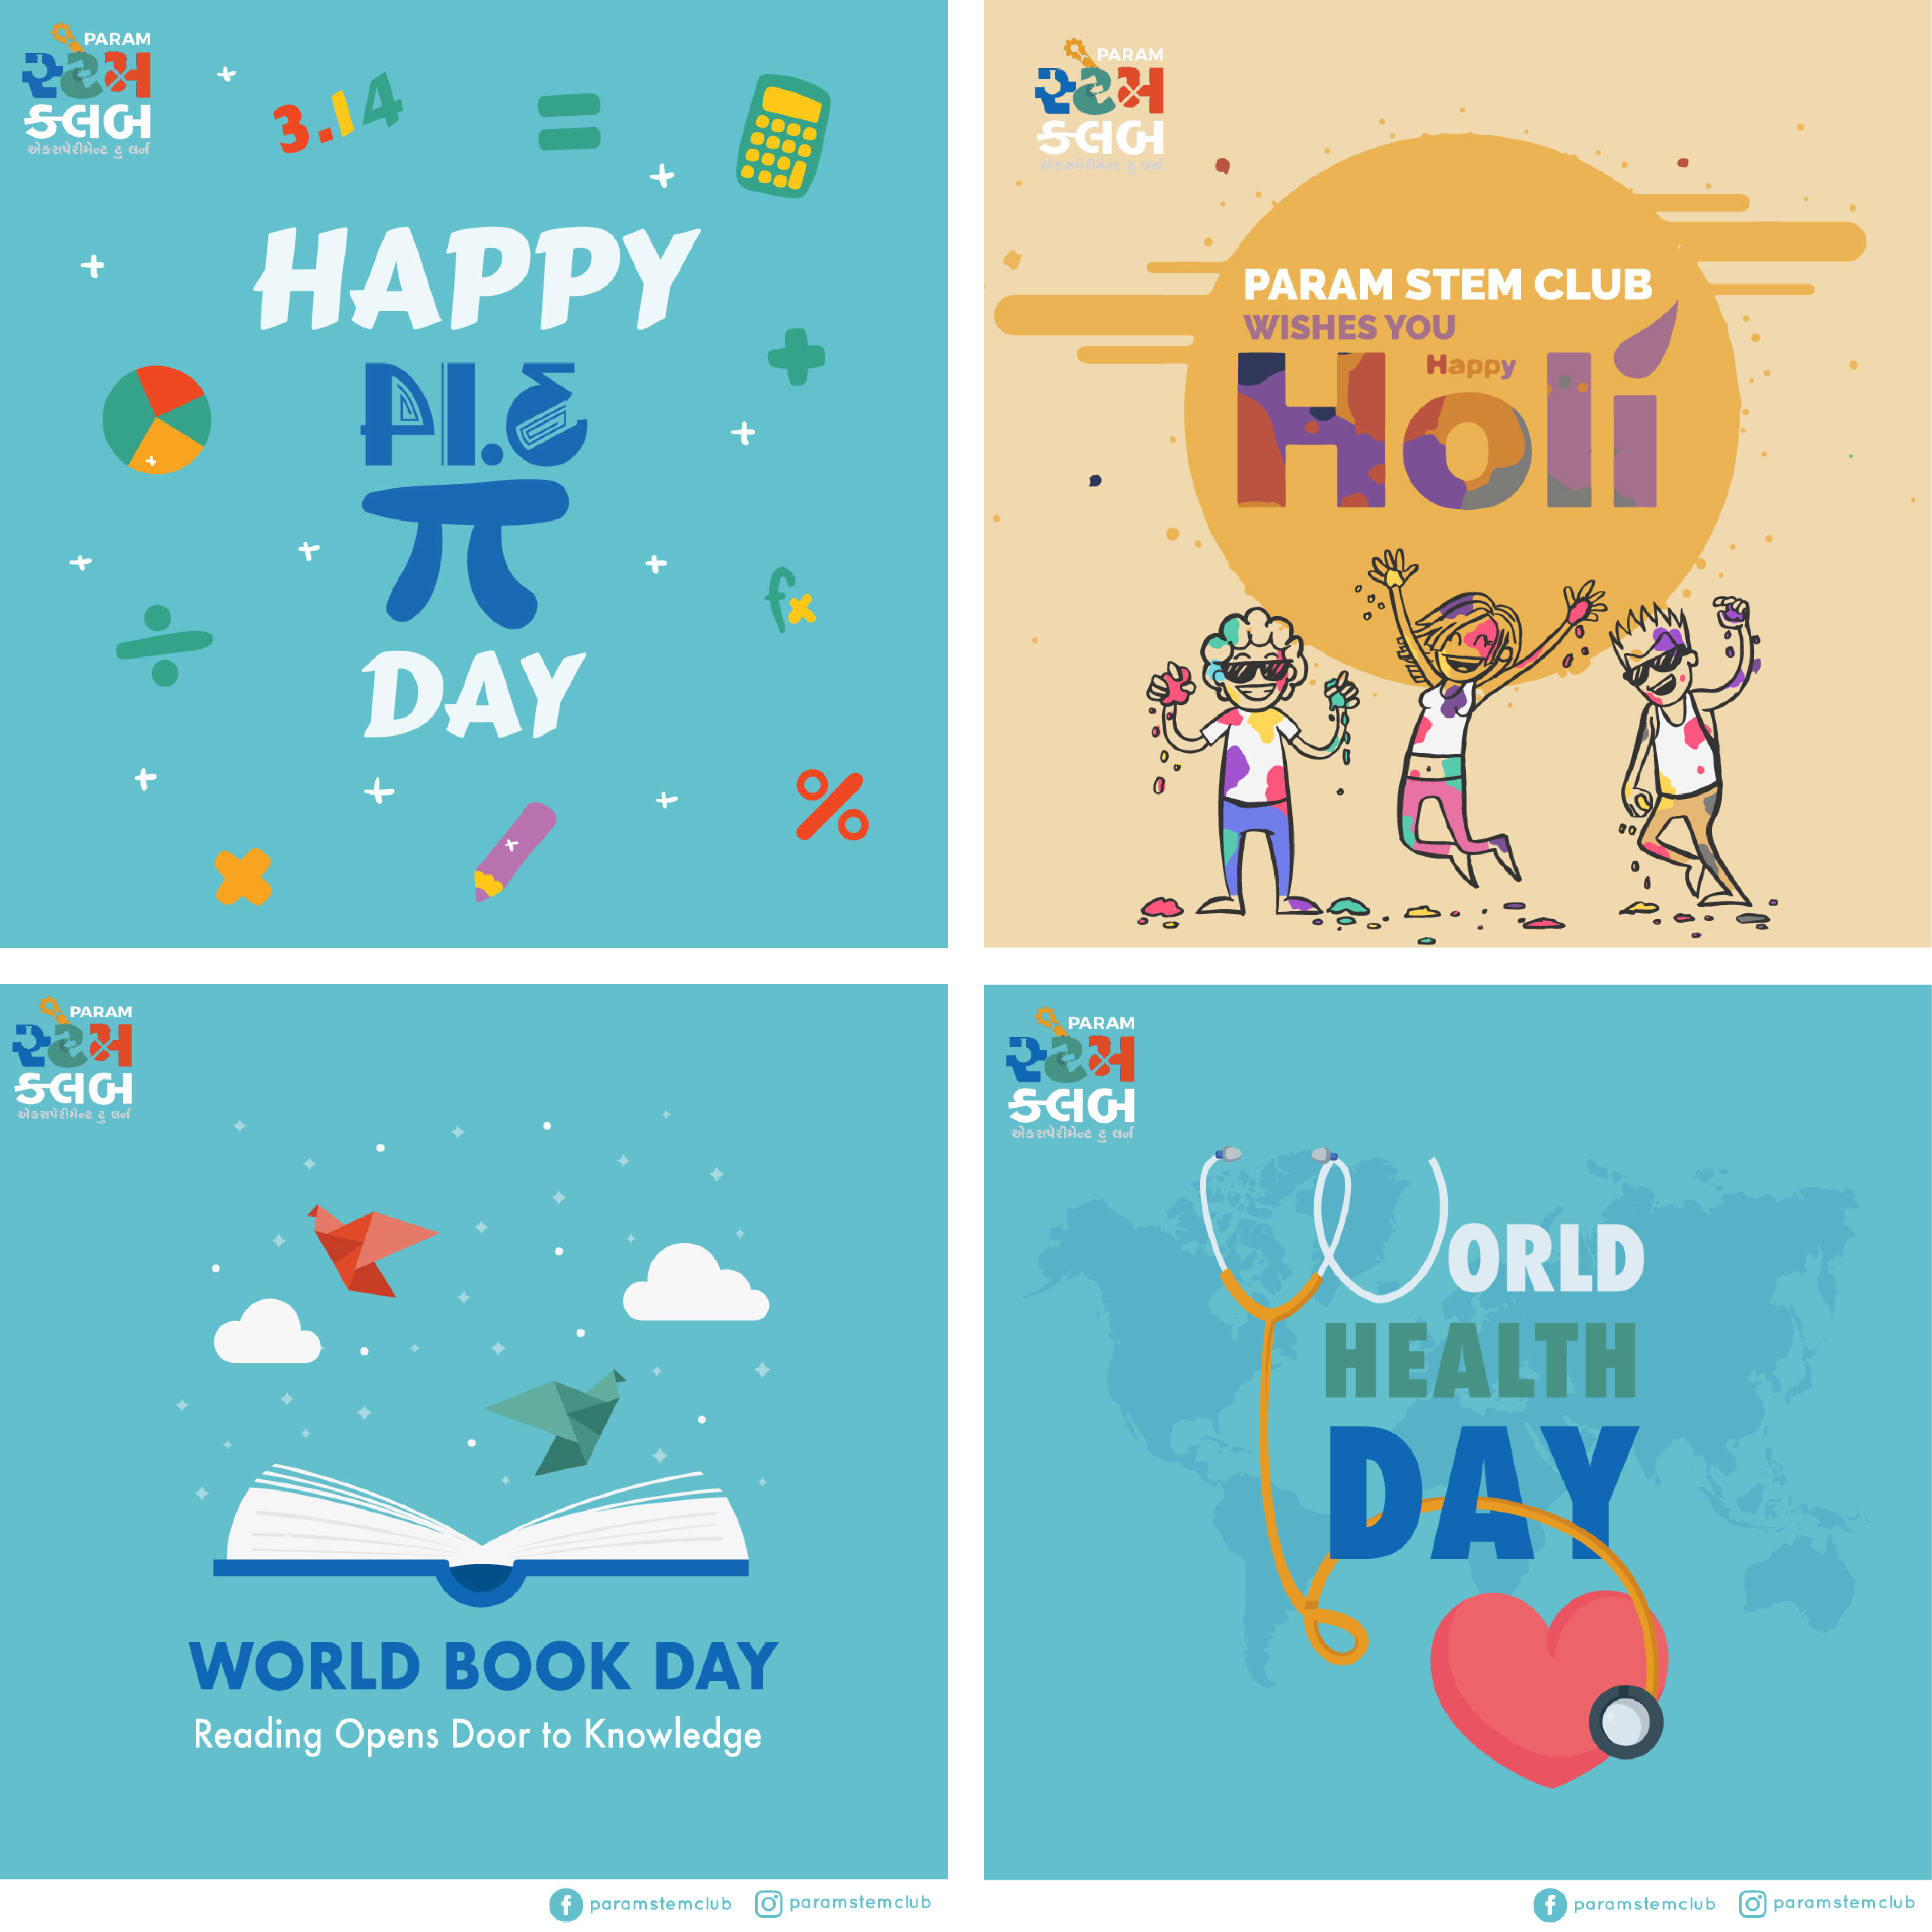 PARAM
ક્લબ
એક્સપેરીમેન્ટ ટુ લર્ન
3.14 =
HAPPY
PI.E
π
fx
÷
DAY
%
PARAM
ક્લબ
એક્સપેરીમેન્ટ ટુ લર્ન
PARAM STEM CLUB
WISHES YOU
Happy
Holi
PARAM
ક્લબ
એક્સપેરીમેન્ટ ટુ લર્ન
WORLD BOOK DAY
Reading Opens Door to Knowledge
paramstemclub paramstemclub
PARAM
ક્લબ
એક્સપેરીમેન્ટ ટુ લર્ન
WORLD
HEALTH
DAY
paramstemclub paramstemclub